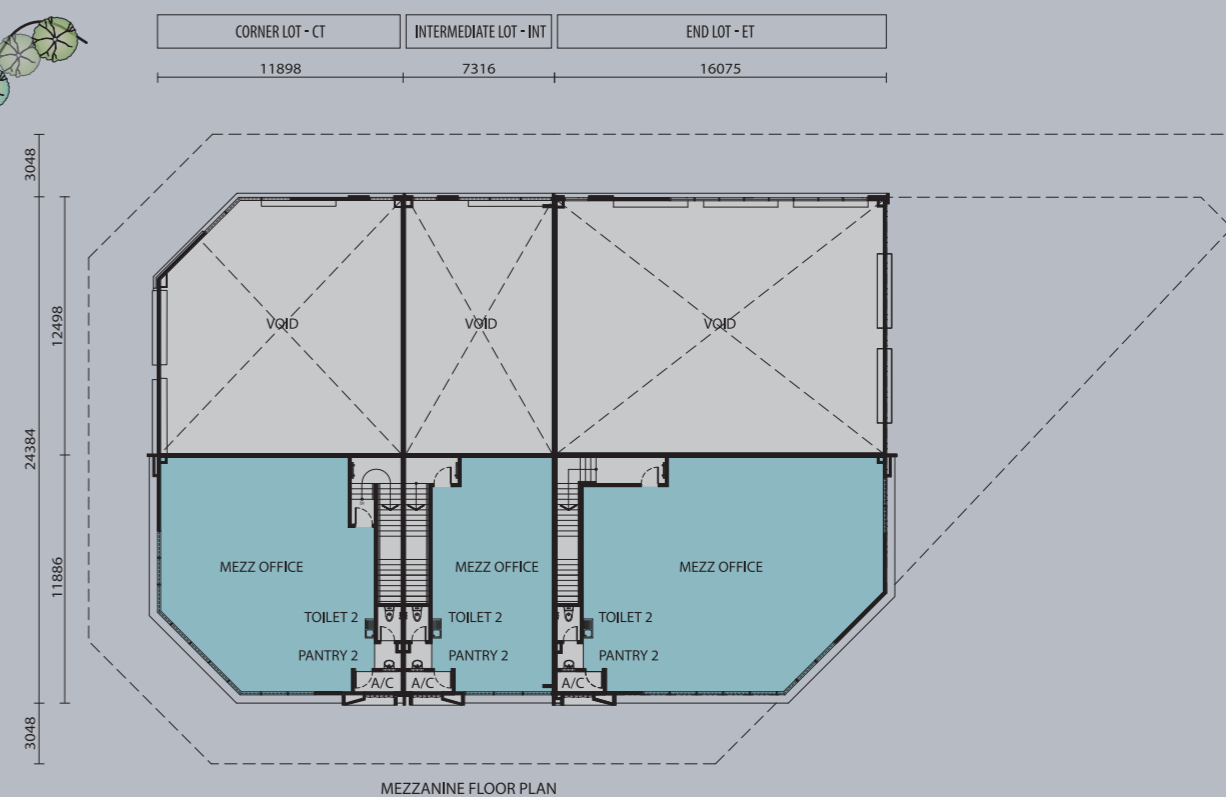 CORNER LOT - CT
INTERMEDIATE LOT - INT
END LOT - ET
11898
7316
16075
3048
12498
24384
11886
3048
VOID
VOID
VOID
MEZZ OFFICE
MEZZ OFFICE
MEZZ OFFICE
TOILET 2
TOILET 2
TOILET 2
PANTRY 2
PANTRY 2
PANTRY 2
A/C
A/C
A/C
MEZZANINE FLOOR PLAN